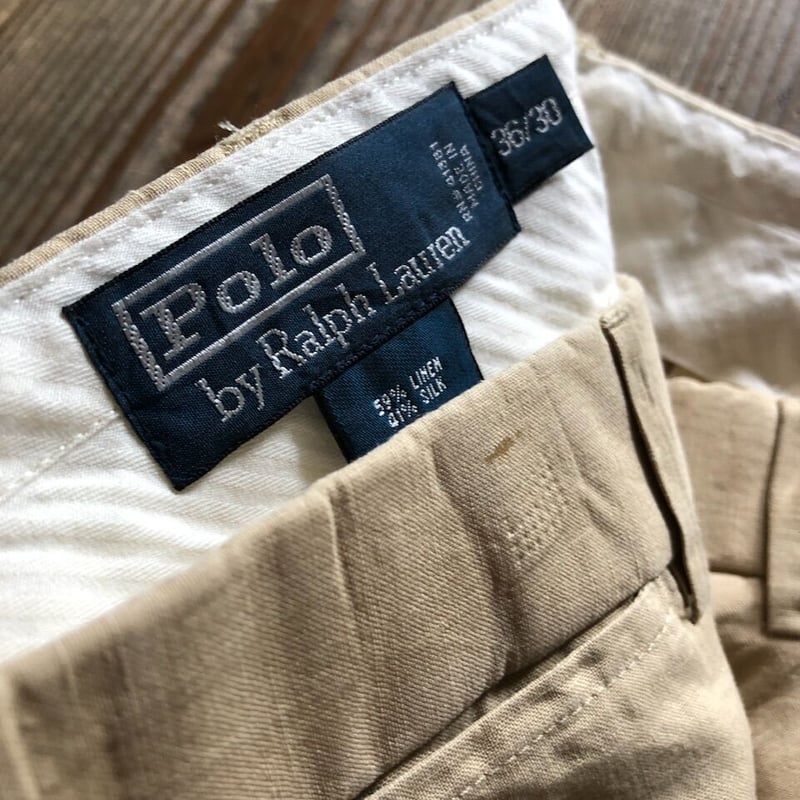 Polo
by Ralph Lauren
RN# 41381
MADE IN
CHINA
36/30
59% LINEN
41% SILK